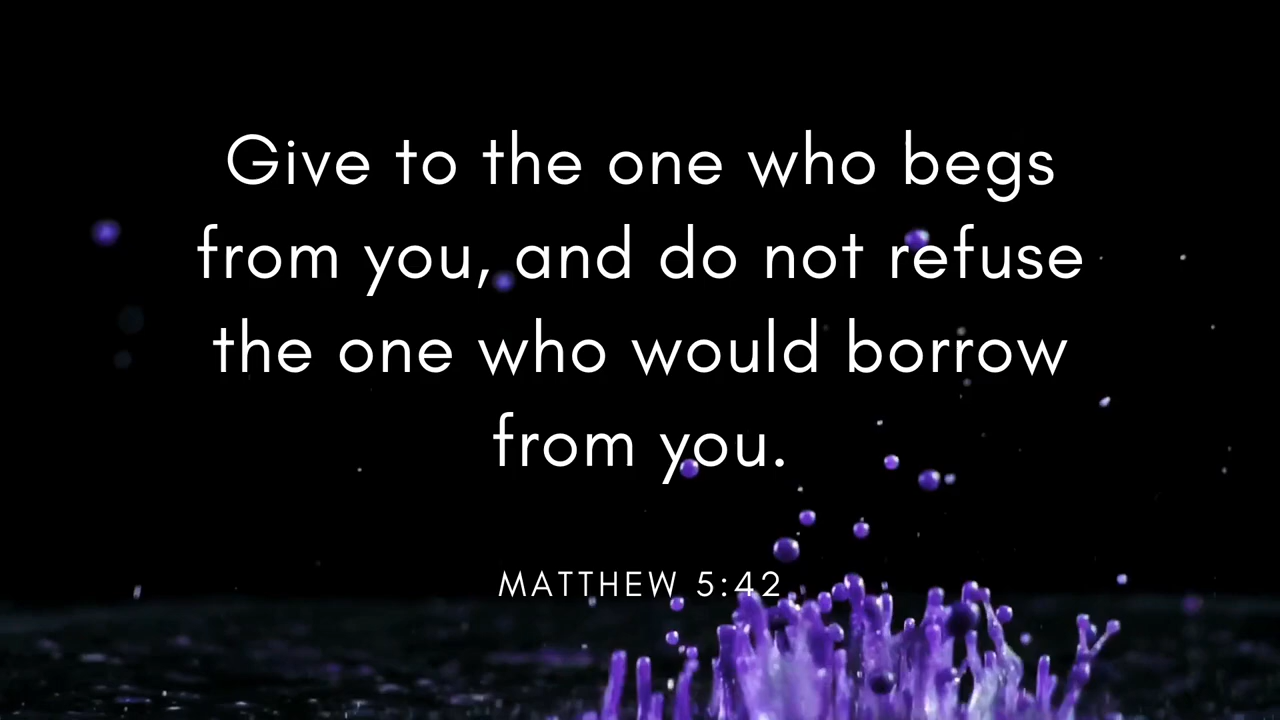 Give to the one who begs
from you, and do not refuse
the one who would borrow
from you.
MATTHEW 5:42